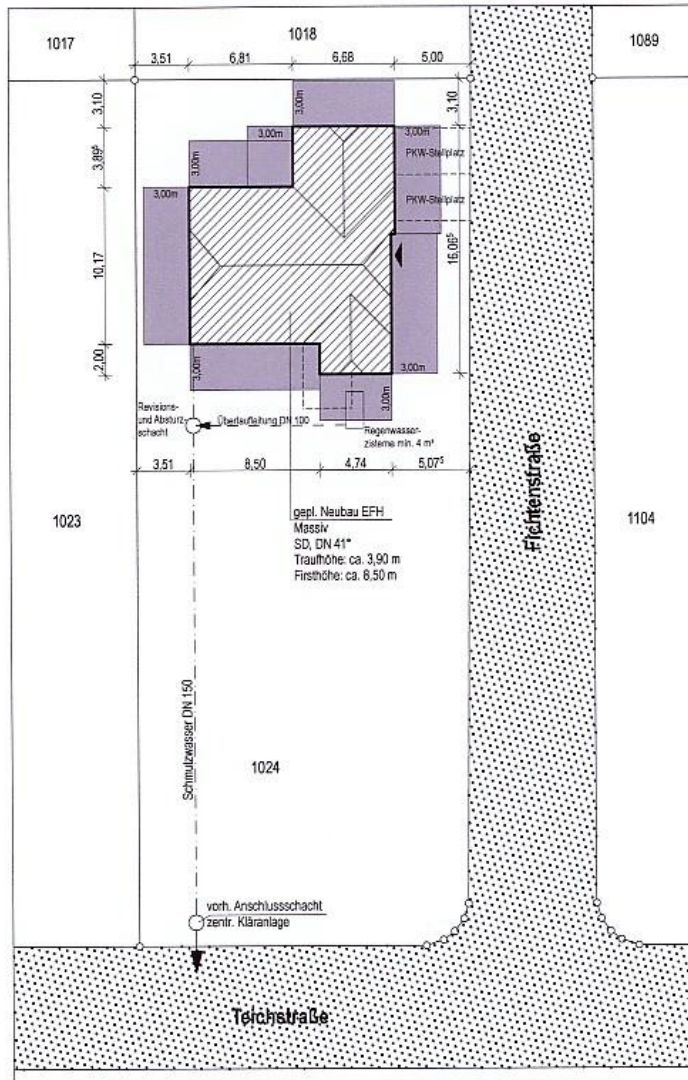 1017
1018
1089
3,51
6,81
6,68
5,00
3,10
3,00m
3,10
3,00m
3,00m
PKW-Stellplatz
3,89⁵
3,00m
PKW-Stellplatz
3,00m
10,17
16,06⁵
2,00
3,00m
3,00m
3,00m
Revisions-
und Absturz-
schacht
Überlaufleitung DN 100
Regenwasser-
zisterne min. 4 m³
3,51
8,50
4,74
5,07⁵
Fichtenstraße
1023
1104
gepl. Neubau EFH
Massiv
SD, DN 41°
Traufhöhe: ca. 3,90 m
Firsthöhe: ca. 8,50 m
Schmutzwasser DN 150
1024
vorh. Anschlussschacht
zentr. Kläranlage
Teichstraße